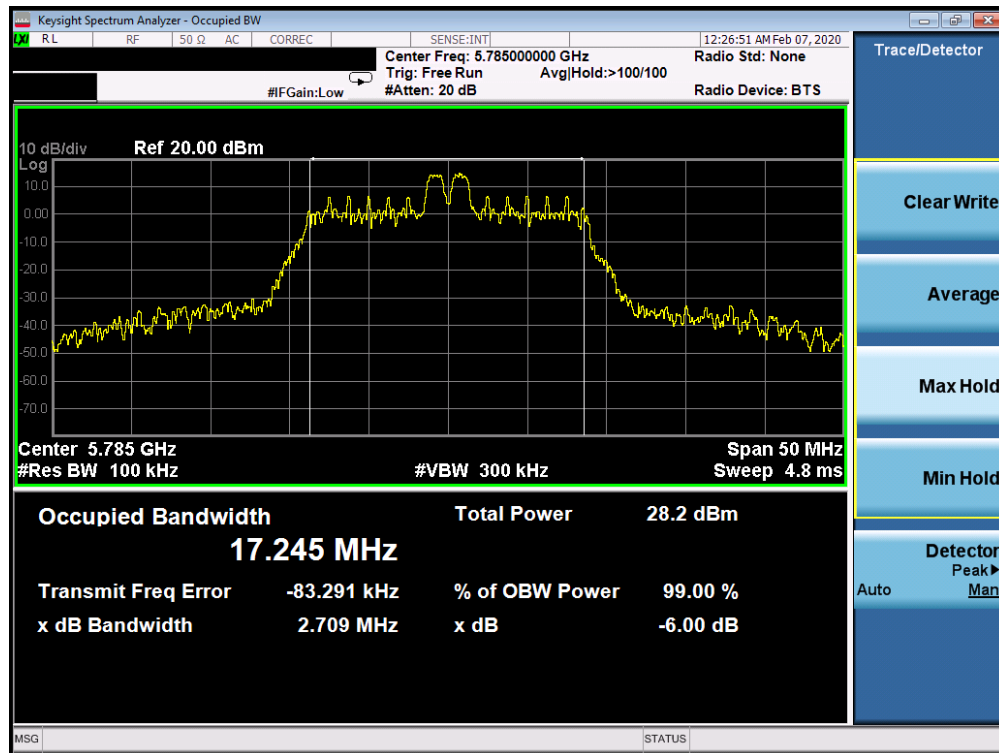 Keysight Spectrum Analyzer - Occupied BW
LXI RL RF 50 Ω AC CORREC SENSE:INT 12:26:51 AM Feb 07, 2020
Center Freq: 5.785000000 GHz Radio Std: None
Trig: Free Run Avg|Hold:>100/100
#IFGain:Low #Atten: 20 dB Radio Device: BTS
10 dB/div Ref 20.00 dBm
Log
10.0
0.00
-10.0
-20.0
-30.0
-40.0
-50.0
-60.0
-70.0
Center 5.785 GHz Span 50 MHz
#Res BW 100 kHz #VBW 300 kHz Sweep 4.8 ms
Occupied Bandwidth Total Power 28.2 dBm
17.245 MHz
Transmit Freq Error -83.291 kHz % of OBW Power 99.00 %
x dB Bandwidth 2.709 MHz x dB -6.00 dB
MSG STATUS
Trace/Detector
Clear Write
Average
Max Hold
Min Hold
Detector
Peak▶
Auto Man